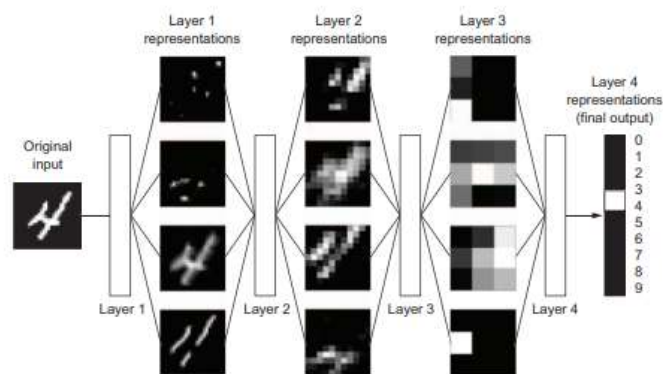 Layer 1
representations
Layer 2
representations
Layer 3
representations
Layer 4
representations
(final output)
Original
input
0
1
2
3
4
5
6
7
8
9
Layer 1
Layer 2
Layer 3
Layer 4